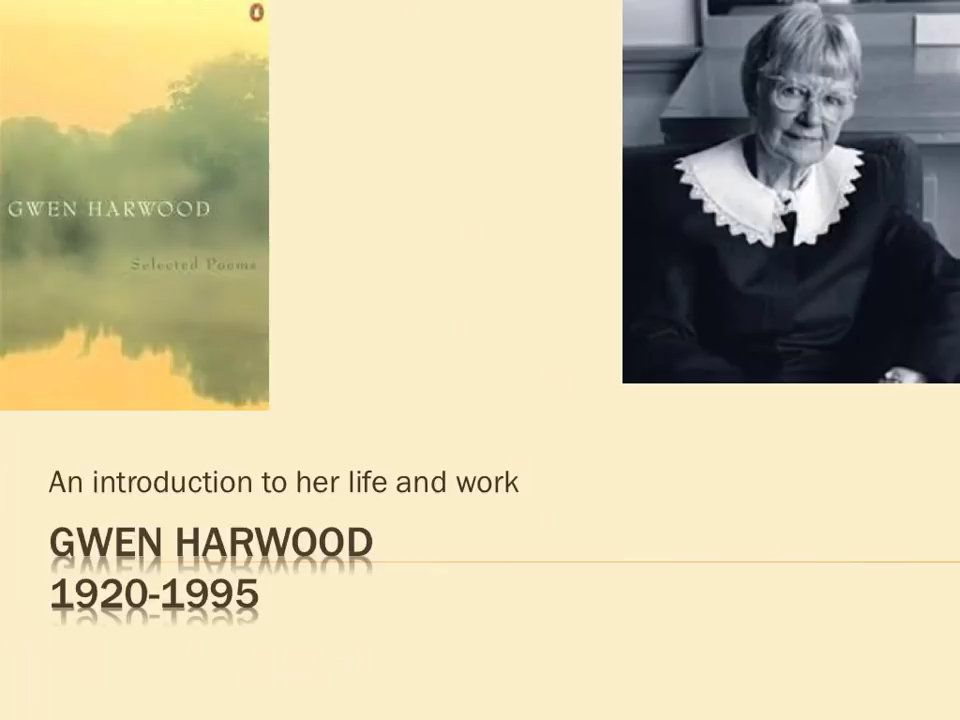 GWEN HARWOOD
Selected Poems
An introduction to her life and work
GWEN HARWOOD
1920-1995